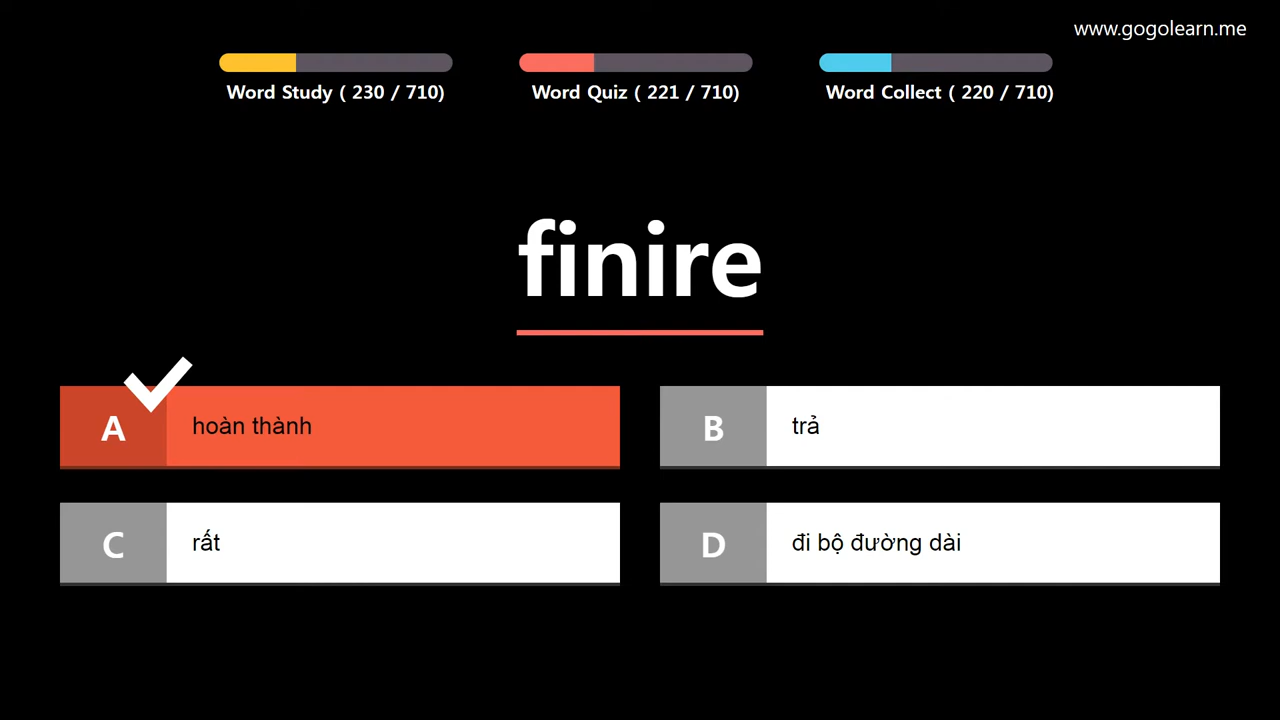 www.gogolearn.me
Word Study ( 230 / 710)
Word Quiz ( 221 / 710)
Word Collect ( 220 / 710)
finire
A
hoàn thành
B
trả
C
rất
D
đi bộ đường dài